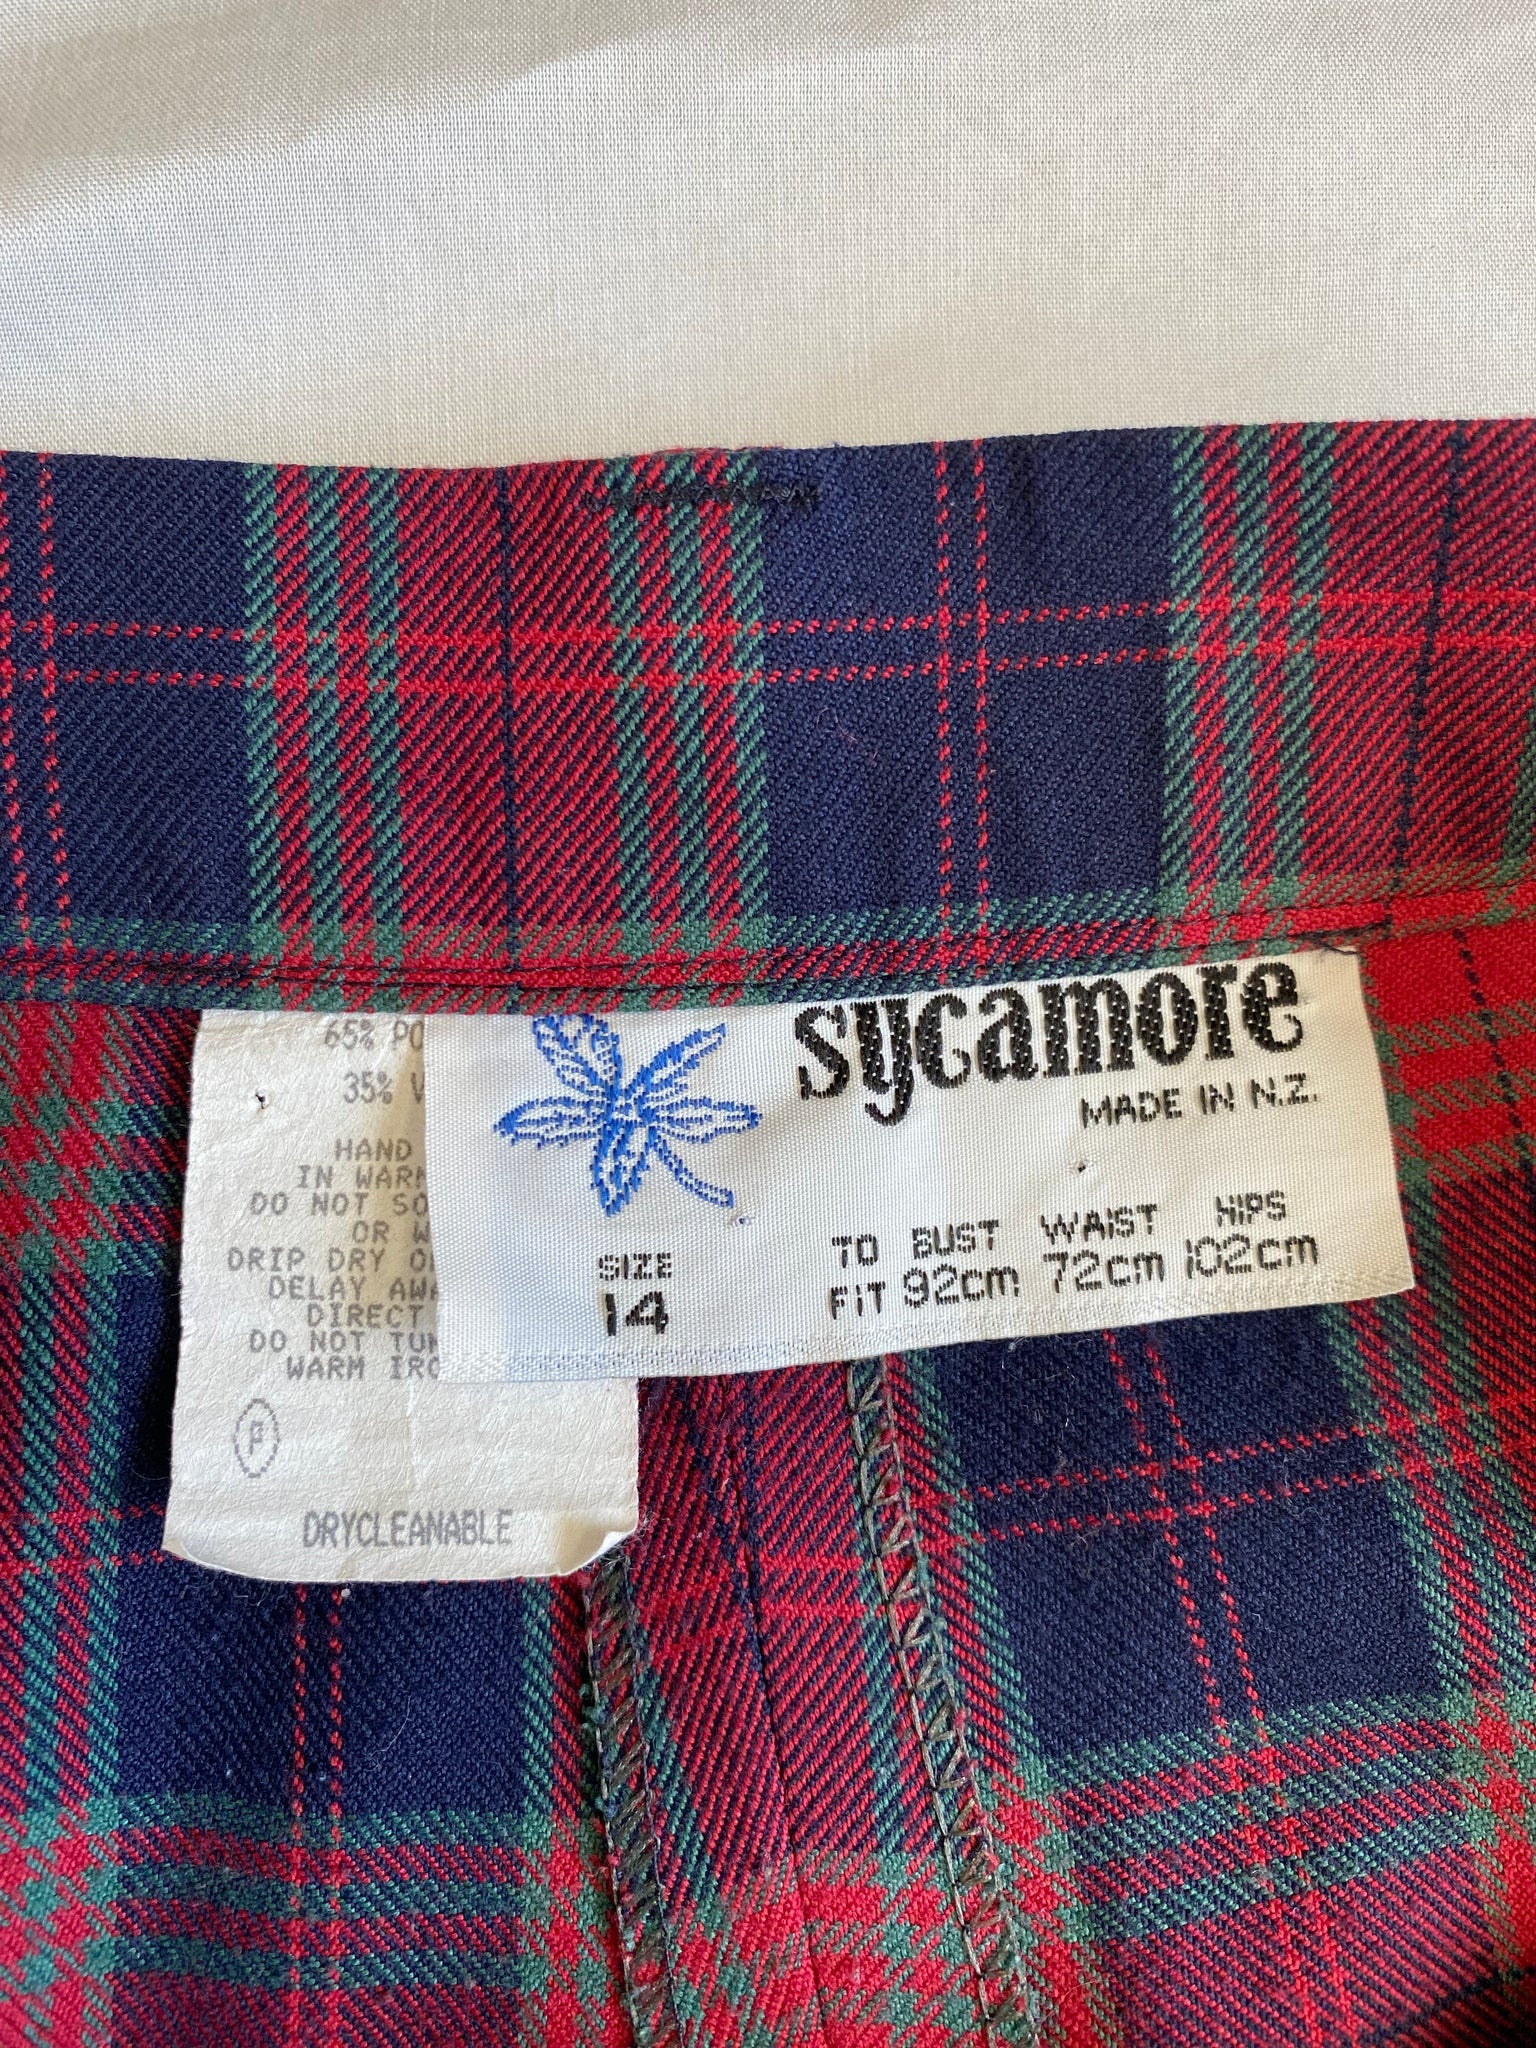 sycamore
MADE IN N.Z.
SIZE
14
TO BUST WAIST HIPS
FIT 92cm 72cm 102cm
65% PO
35% V
HAND
IN WARM
DO NOT SO
OR W
DRIP DRY O
DELAY AWA
DIRECT
DO NOT TUM
WARM IRO
P
DRYCLEANABLE